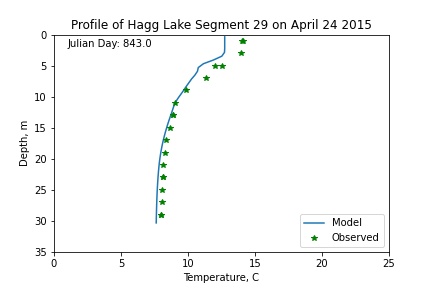 Profile of Hagg Lake Segment 29 on April 24 2015
Julian Day: 843.0
0
5
10
15
20
25
30
35
Depth, m
0 5 10 15 20 25
Temperature, C
Model
Observed